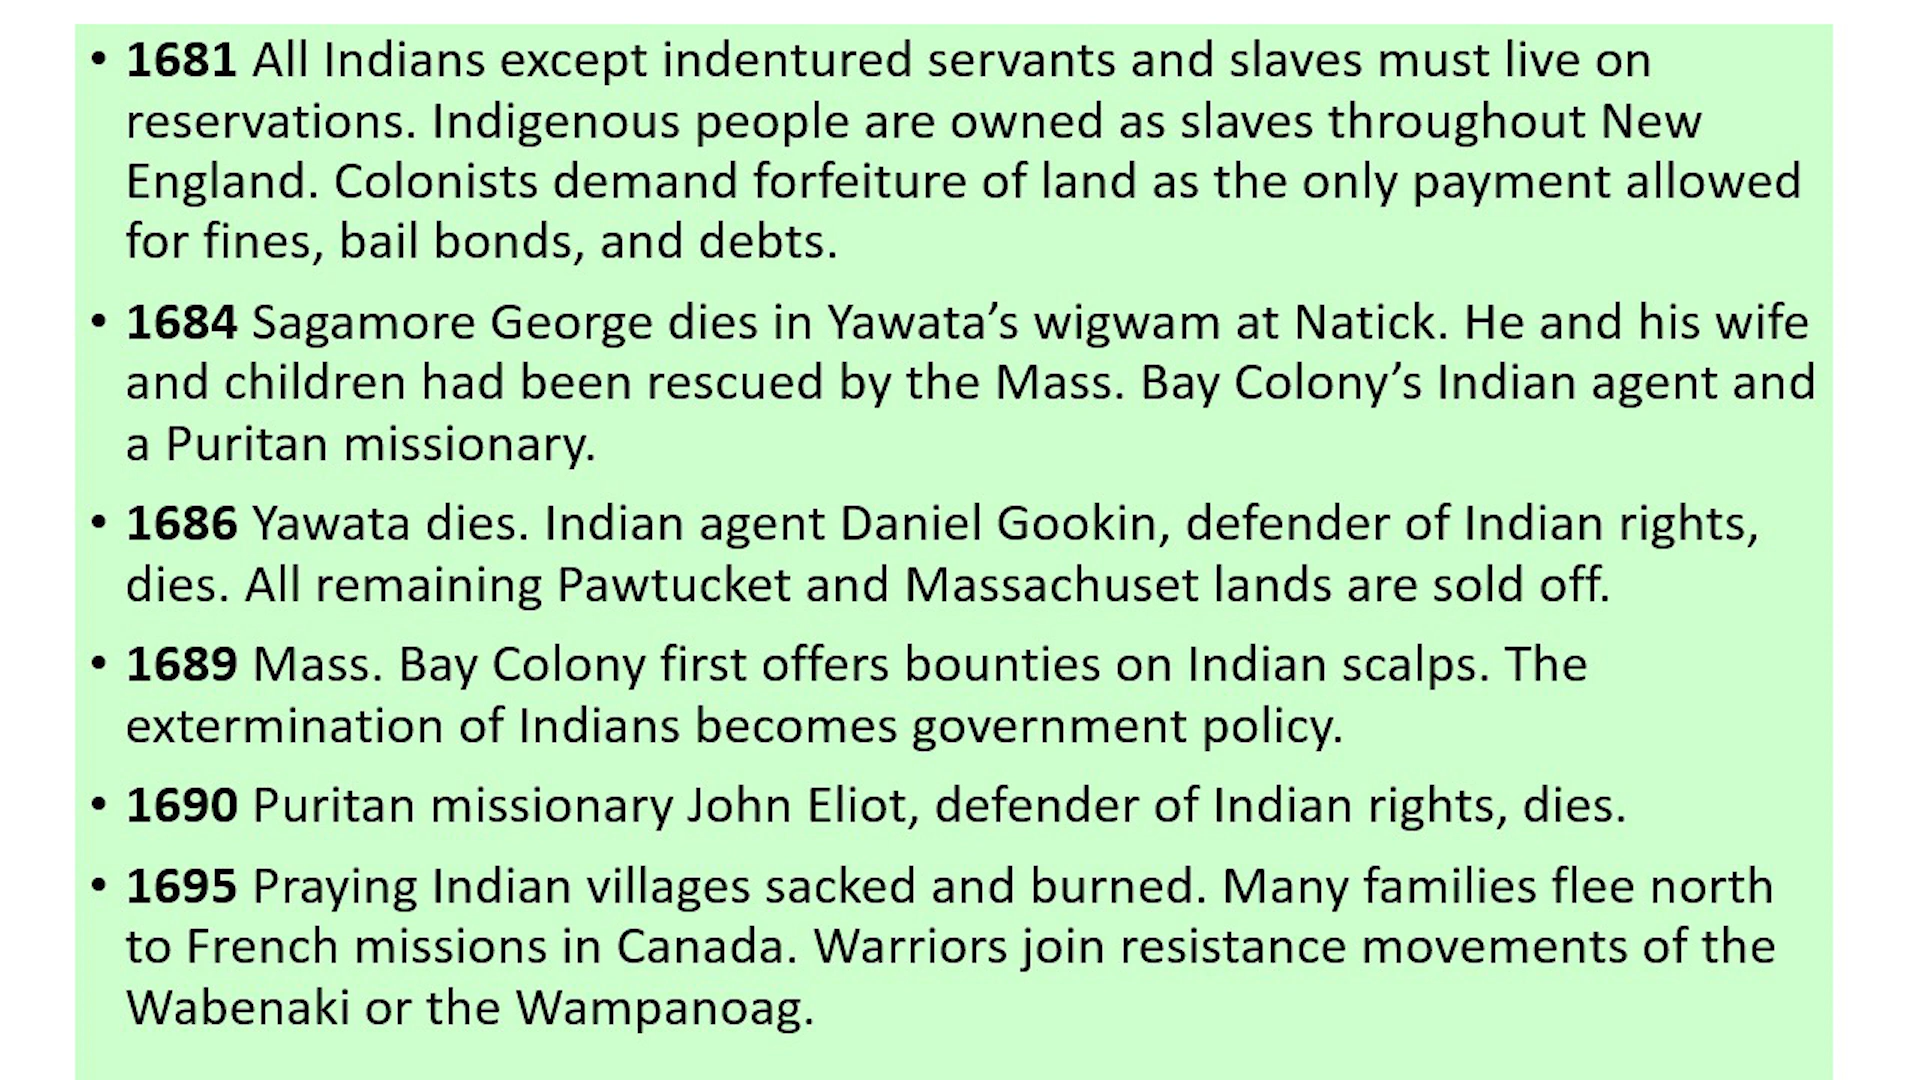 • 1681 All Indians except indentured servants and slaves must live on
reservations. Indigenous people are owned as slaves throughout New
England. Colonists demand forfeiture of land as the only payment allowed
for fines, bail bonds, and debts.
• 1684 Sagamore George dies in Yawata’s wigwam at Natick. He and his wife
and children had been rescued by the Mass. Bay Colony’s Indian agent and
a Puritan missionary.
• 1686 Yawata dies. Indian agent Daniel Gookin, defender of Indian rights,
dies. All remaining Pawtucket and Massachuset lands are sold off.
• 1689 Mass. Bay Colony first offers bounties on Indian scalps. The
extermination of Indians becomes government policy.
• 1690 Puritan missionary John Eliot, defender of Indian rights, dies.
• 1695 Praying Indian villages sacked and burned. Many families flee north
to French missions in Canada. Warriors join resistance movements of the
Wabenaki or the Wampanoag.